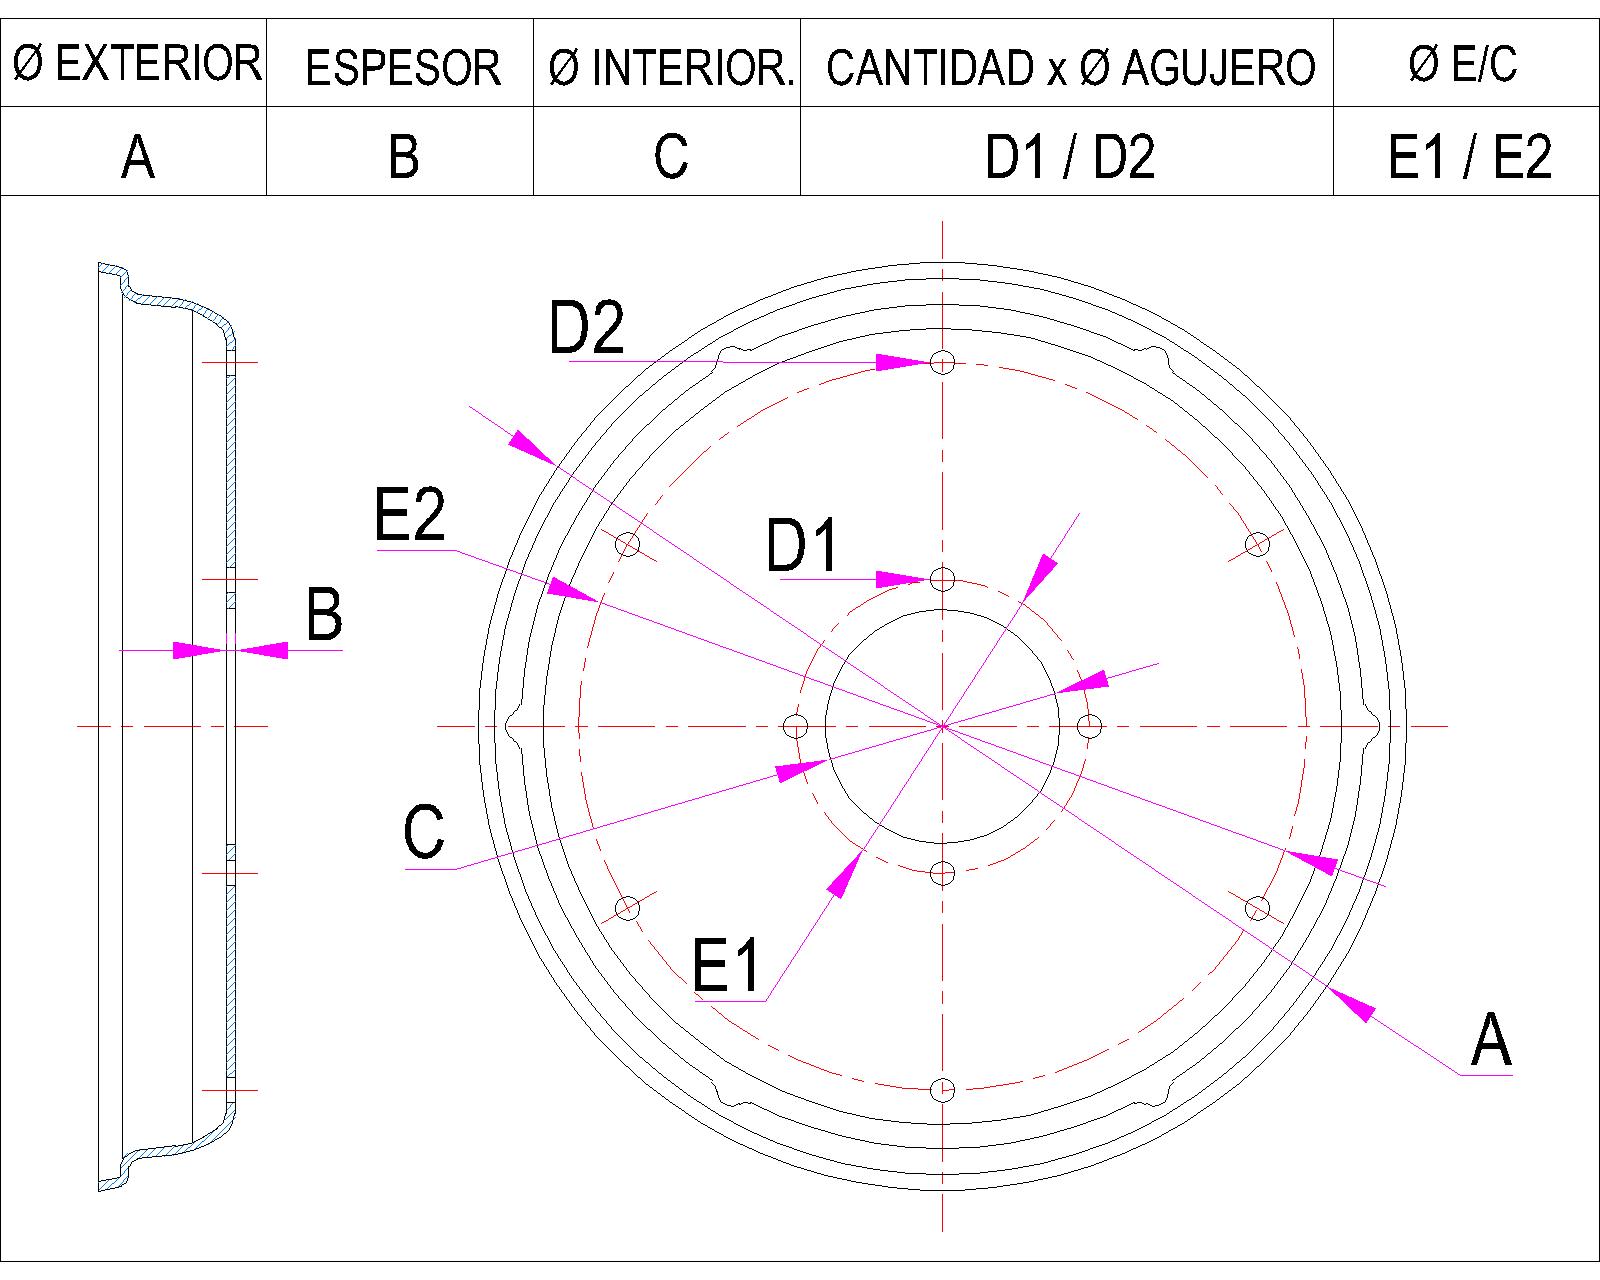 Ø EXTERIOR ESPESOR Ø INTERIOR. CANTIDAD x Ø AGUJERO Ø E/C
A B C D1 / D2 E1 / E2
D2
E2
D1
B
C
E1
A